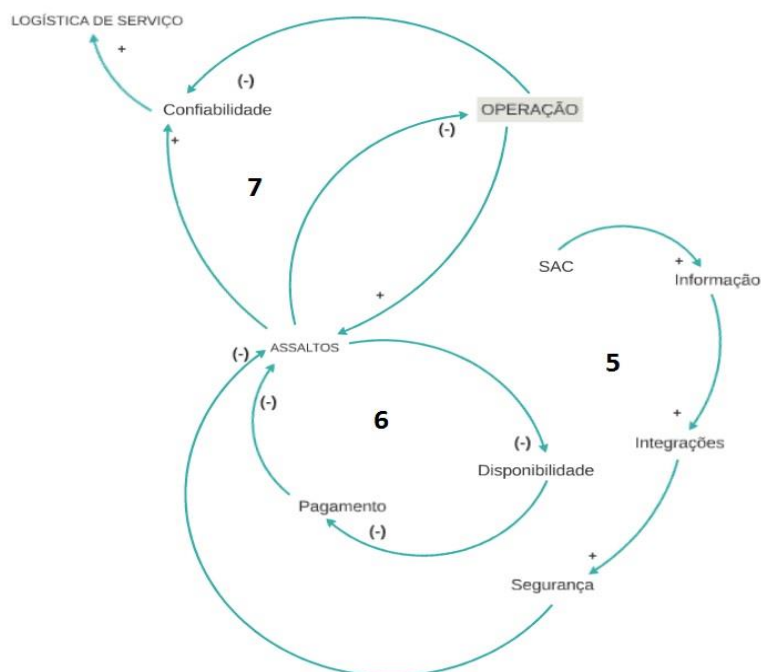 LOGÍSTICA DE SERVIÇO
+
(-)
Confiabilidade
OPERAÇÃO
(-)
+
7
SAC
+
Informação
+
ASSALTOS
(-)
5
(-)
6
+
Integrações
(-)
Disponibilidade
Pagamento
(-)
+
Segurança